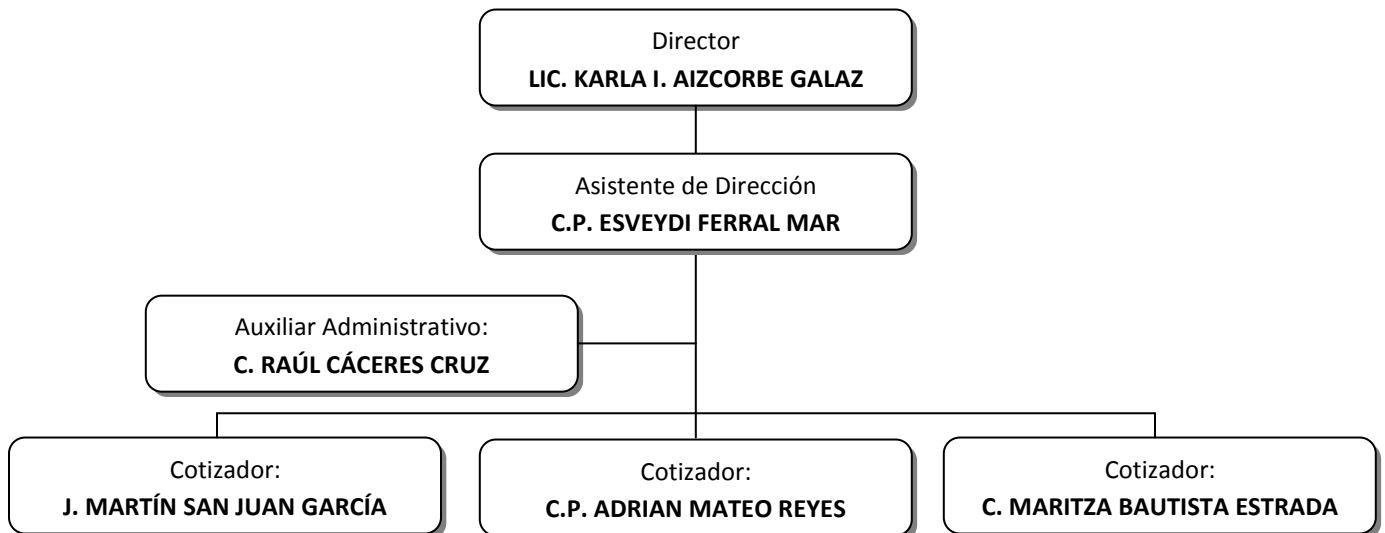 Director
LIC. KARLA I. AIZCORBE GALAZ
Asistente de Dirección
C.P. ESVEYDI FERRAL MAR
Auxiliar Administrativo:
C. RAÚL CÁCERES CRUZ
Cotizador:
J. MARTÍN SAN JUAN GARCÍA
Cotizador:
C.P. ADRIAN MATEO REYES
Cotizador:
C. MARITZA BAUTISTA ESTRADA